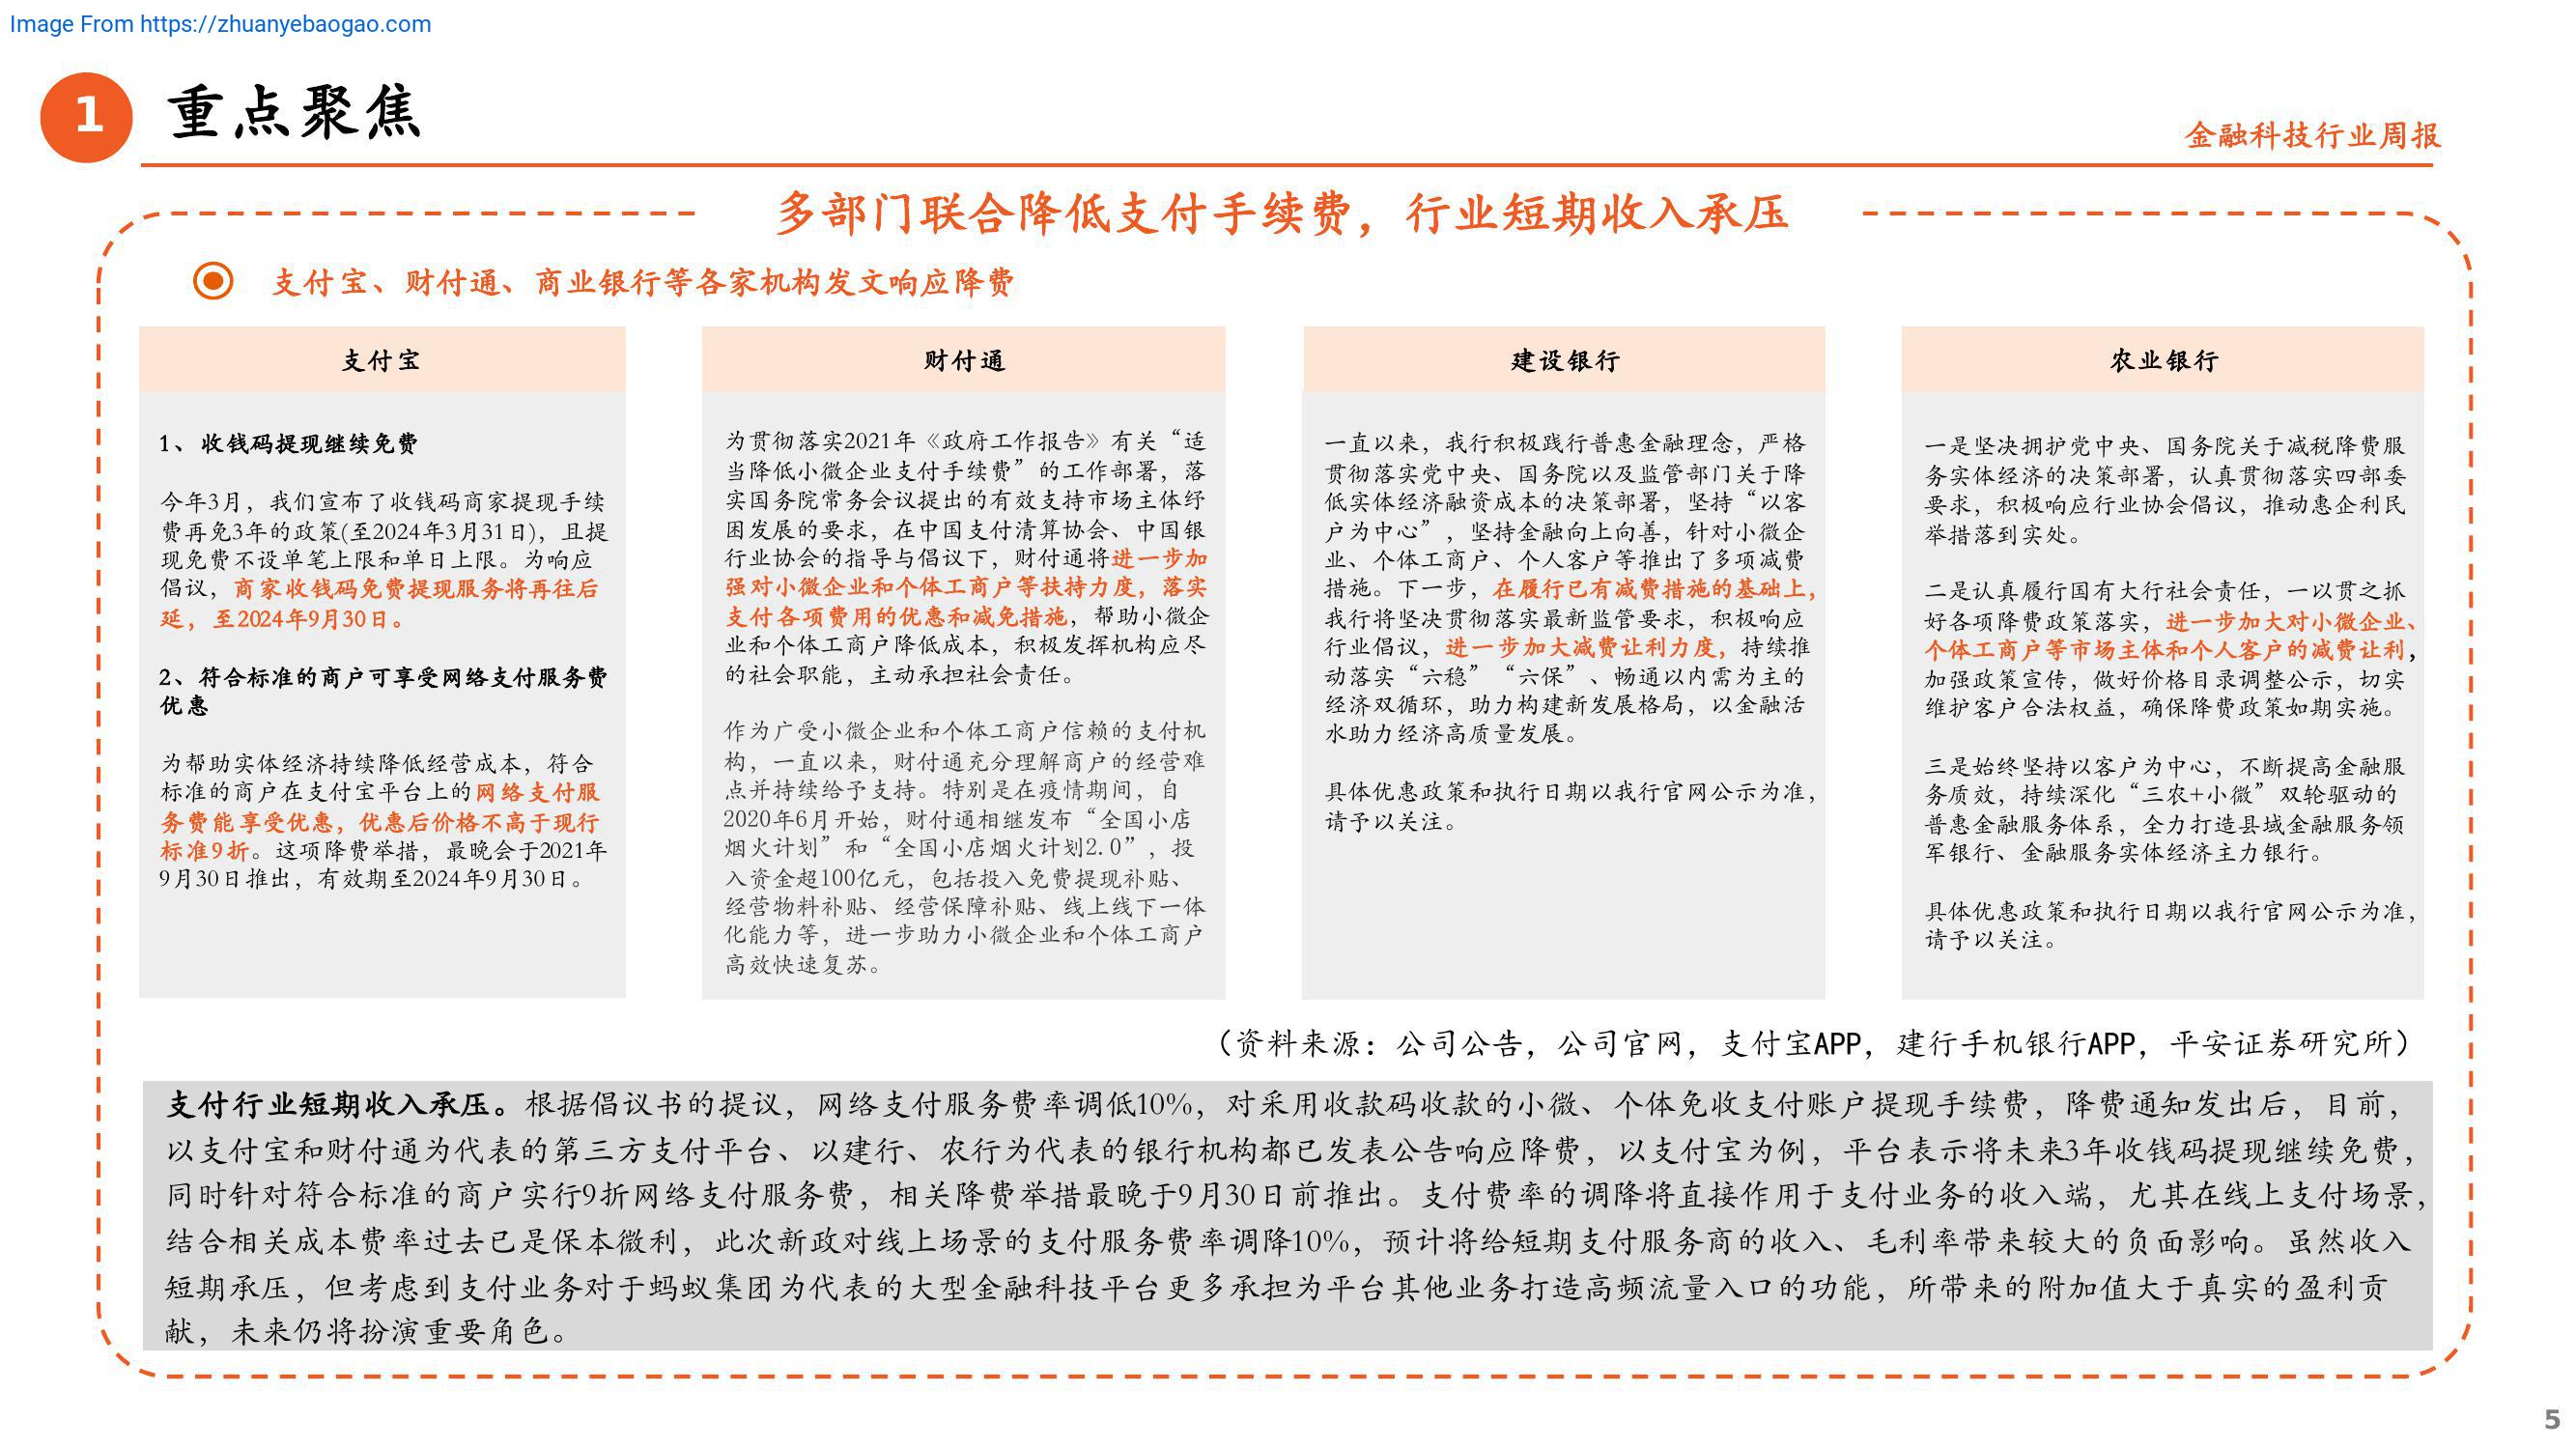 Image From https://zhuanyebaogao.com
1
重点聚焦
金融科技行业周报
多部门联合降低支付手续费，行业短期收入承压
支付宝、财付通、商业银行等各家机构发文响应降费
支付宝
1、收钱码提现继续免费
今年3月，我们宣布了收钱码商家提现手续
费再免3年的政策(至2024年3月31日)，且提
现免费不设单笔上限和单日上限。为响应
倡议，商家收钱码免费提现服务将再往后
延，至2024年9月30日。
2、符合标准的商户可享受网络支付服务费
优惠
为帮助实体经济持续降低经营成本，符合
标准的商户在支付宝平台上的网络支付服
务费能享受优惠，优惠后价格不高于现行
标准9折。这项降费举措，最晚会于2021年
9月30日推出，有效期至2024年9月30日。
财付通
为贯彻落实2021年《政府工作报告》有关“适
当降低小微企业支付手续费”的工作部署，落
实国务院常务会议提出的有效支持市场主体纾
困发展的要求，在中国支付清算协会、中国银
行业协会的指导与倡议下，财付通将进一步加
强对小微企业和个体工商户等扶持力度，落实
支付各项费用的优惠和减免措施，帮助小微企
业和个体工商户降低成本，积极发挥机构应尽
的社会职能，主动承担社会责任。
作为广受小微企业和个体工商户信赖的支付机
构，一直以来，财付通充分理解商户的经营难
点并持续给予支持。特别是在疫情期间，自
2020年6月开始，财付通相继发布“全国小店
烟火计划”和“全国小店烟火计划2.0”，投
入资金超100亿元，包括投入免费提现补贴、
经营物料补贴、经营保障补贴、线上线下一体
化能力等，进一步助力小微企业和个体工商户
高效快速复苏。
建设银行
一直以来，我行积极践行普惠金融理念，严格
贯彻落实党中央、国务院以及监管部门关于降
低实体经济融资成本的决策部署，坚持“以客
户为中心”，坚持金融向上向善，针对小微企
业、个体工商户、个人客户等推出了多项减费
措施。下一步，在履行已有减费措施的基础上，
我行将坚决贯彻落实最新监管要求，积极响应
行业倡议，进一步加大减费让利力度，持续推
动落实“六稳”“六保”、畅通以内需为主的
经济双循环，助力构建新发展格局，以金融活
水助力经济高质量发展。
具体优惠政策和执行日期以我行官网公示为准，
请予以关注。
农业银行
一是坚决拥护党中央、国务院关于减税降费服
务实体经济的决策部署，认真贯彻落实四部委
要求，积极响应行业协会倡议，推动惠企利民
举措落到实处。
二是认真履行国有大行社会责任，一以贯之抓
好各项降费政策落实，进一步加大对小微企业、
个体工商户等市场主体和个人客户的减费让利，
加强政策宣传，做好价格目录调整公示，切实
维护客户合法权益，确保降费政策如期实施。
三是始终坚持以客户为中心，不断提高金融服
务质效，持续深化“三农+小微”双轮驱动的
普惠金融服务体系，全力打造县域金融服务领
军银行、金融服务实体经济主力银行。
具体优惠政策和执行日期以我行官网公示为准，
请予以关注。
（资料来源：公司公告，公司官网，支付宝APP，建行手机银行APP，平安证券研究所）
支付行业短期收入承压。根据倡议书的提议，网络支付服务费率调低10%，对采用收款码收款的小微、个体免收支付账户提现手续费，降费通知发出后，目前，
以支付宝和财付通为代表的第三方支付平台、以建行、农行为代表的银行机构都已发表公告响应降费，以支付宝为例，平台表示将未来3年收钱码提现继续免费，
同时针对符合标准的商户实行9折网络支付服务费，相关降费举措最晚于9月30日前推出。支付费率的调降将直接作用于支付业务的收入端，尤其在线上支付场景，
结合相关成本费率过去已是保本微利，此次新政对线上场景的支付服务费率调降10%，预计将给短期支付服务商的收入、毛利率带来较大的负面影响。虽然收入
短期承压，但考虑到支付业务对于蚂蚁集团为代表的大型金融科技平台更多承担为平台其他业务打造高频流量入口的功能，所带来的附加值大于真实的盈利贡
献，未来仍将扮演重要角色。
5